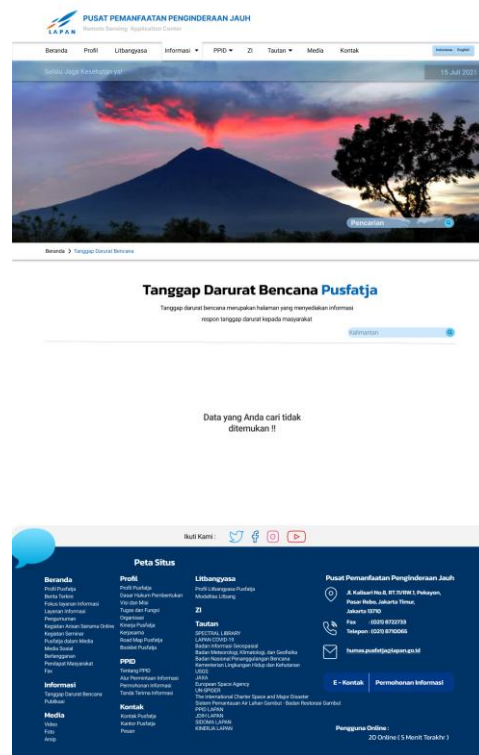 LAPAN
PUSAT PEMANFAATAN PENGINDERAAN JAUH
Remote Sensing Application Center
Beranda Profil Litbangyasa Informasi PPID ZI Tautan Media Kontak
Indonesia English
Selalu Jaga Kesehatan ya!
15 Juli 2021
Pencarian
Beranda > Tanggap Darurat Bencana
Tanggap Darurat Bencana Pusfatja
Tanggap darurat bencana merupakan halaman yang menyediakan informasi
respon tanggap darurat kepada masyarakat
Kalimantan
Data yang Anda cari tidak
ditemukan !!
Ikuti Kami :
Peta Situs
Beranda
Profil Pusfatja
Berita Terkini
Fokus layanan Informasi
Layanan Informasi
Pengumuman
Kegiatan Arisan Sensma Online
Kegiatan Seminar
Pusfatja dalam Media
Media Sosial
Berlangganan
Pendapat Masyarakat
Fax
Informasi
Tanggap Darurat Bencana
Publikasi
Media
Video
Foto
Arsip
Profil
Profil Pusfatja
Dasar Hukum Pembentukan
Visi dan Misi
Tugas dan Fungsi
Organisasi
Kinerja Pusfatja
Kerjasama
Road Map Pusfatja
Booklet Pusfatja
PPID
Tentang PPID
Alur Permintaan Informasi
Permohonan Informasi
Tanda Terima Informasi
Kontak
Kontak Pusfatja
Kantor Pusfatja
Pesan
Litbangyasa
Profil Litbangyasa Pusfatja
Modalitas Litbang
ZI
Tautan
SPECTRAL LIBRARY
LAPAN COVID-19
Badan Informasi Geospasial
Badan Meteorologi, Klimatologi, dan Geofisika
Badan Nasional Penanggulangan Bencana
Kementerian Lingkungan Hidup dan Kehutanan
USGS
JAXA
European Space Agency
UN-SPIDER
The International Charter Space and Major Disaster
Sistem Pemantauan Air Lahan Gambut - Badan Restorasi Gambut
PPID LAPAN
JDIH LAPAN
SIDOMA LAPAN
KINERJA LAPAN
Pusat Pemanfaatan Penginderaan Jauh
Jl. Kalisari No.8, RT.11/RW.1, Pekayon,
Pasar Rebo, Jakarta Timur,
Jakarta 13710
Fax : (021) 8722733
Telepon : (021) 8710065
humas.pusfatja@lapan.go.id
E - Kontak Permohonan Informasi
Pengguna Online :
20 Online ( 5 Menit Terakhr )